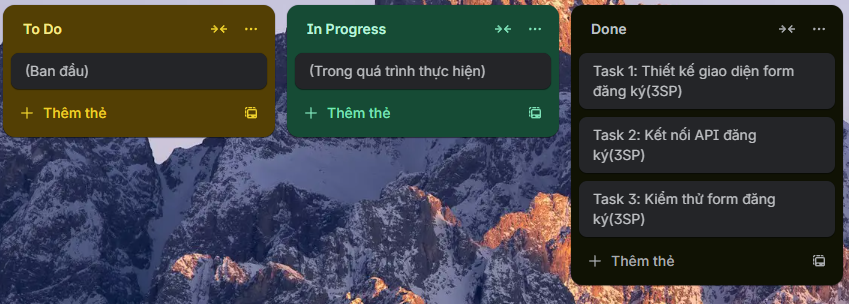 To Do
(Ban đầu)
Thêm thẻ
In Progress
(Trong quá trình thực hiện)
Thêm thẻ
Done
Task 1: Thiết kế giao diện form
đăng ký(3SP)
Task 2: Kết nối API đăng
ký(3SP)
Task 3: Kiểm thử form đăng
ký(3SP)
Thêm thẻ